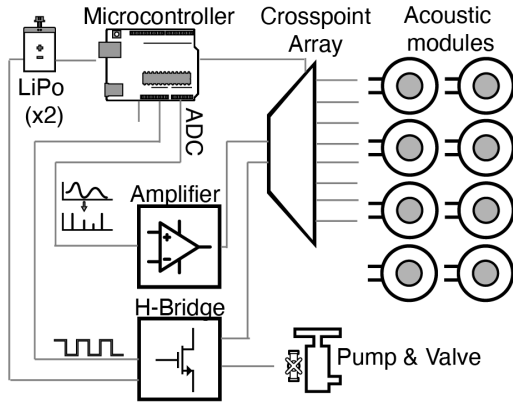 Microcontroller
Crosspoint
Array
Acoustic
modules
LiPo
(x2)
ADC
Amplifier
H-Bridge
Pump & Valve